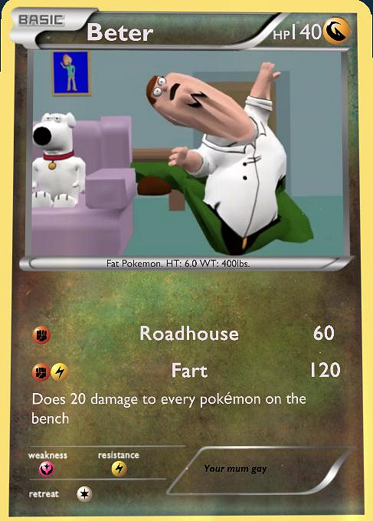 BASIC
Beter HP140
Fat Pokemon. HT: 6.0 WT: 400lbs.
Roadhouse 60
Fart 120
Does 20 damage to every pokémon on the
bench
weakness resistance
Your mum gay
retreat